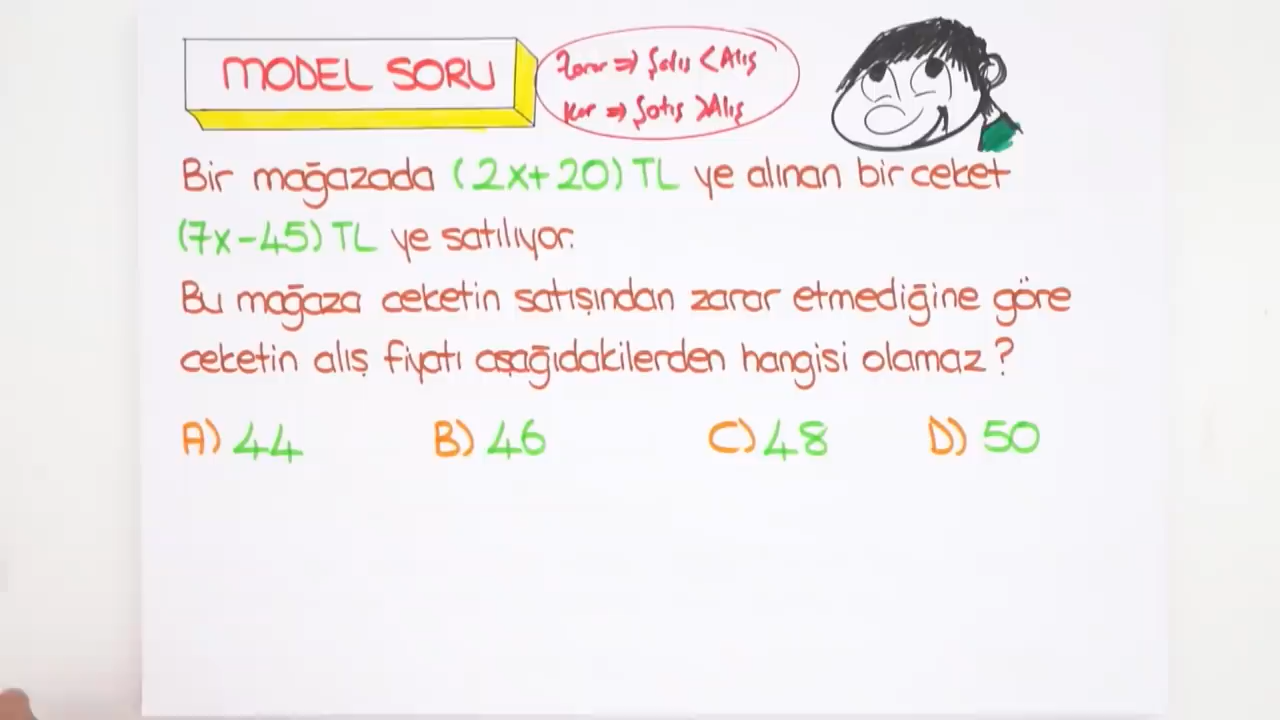 MODEL SORU
Zarar ⇒ Satış < Alış
Kar ⇒ Satış > Alış
Bir mağazada (2x+20) TL ye alınan bir ceket
(7x-45) TL ye satılıyor.
Bu mağaza ceketin satışından zarar etmediğine göre
ceketin alış fiyatı aşağıdakilerden hangisi olamaz?
A) 44 B) 46 C) 48 D) 50